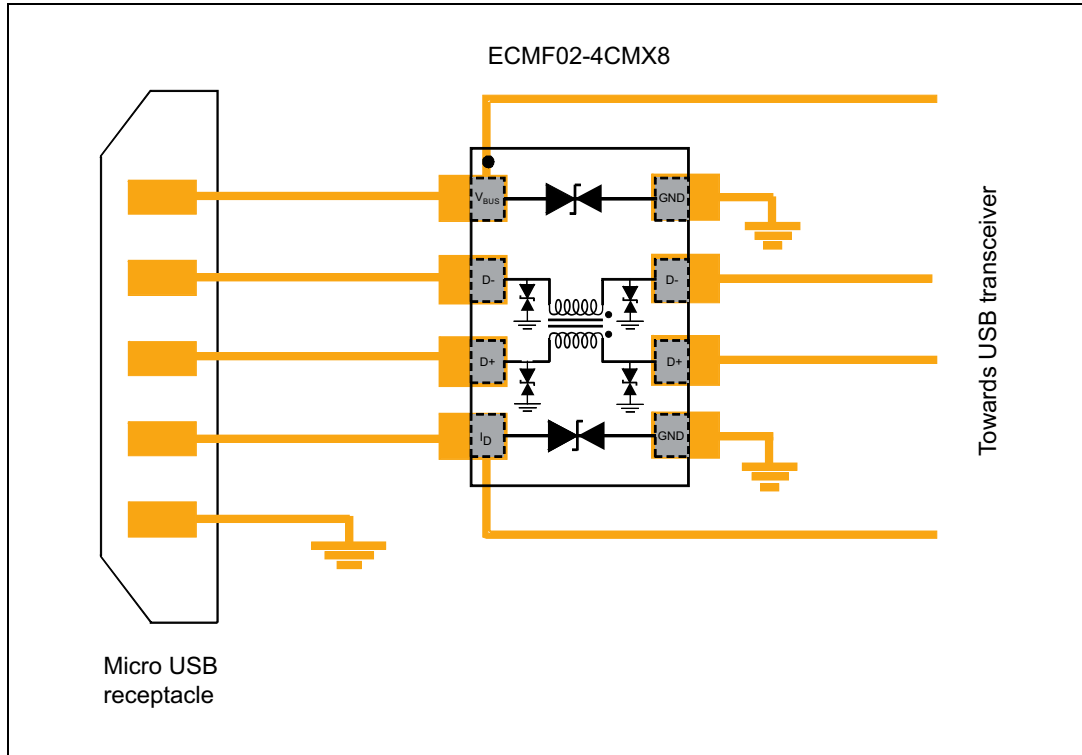 ECMF02-4CMX8
VBUS
GND
D-
D-
D+
D+
ID
GND
Towards USB transceiver
Micro USB
receptacle